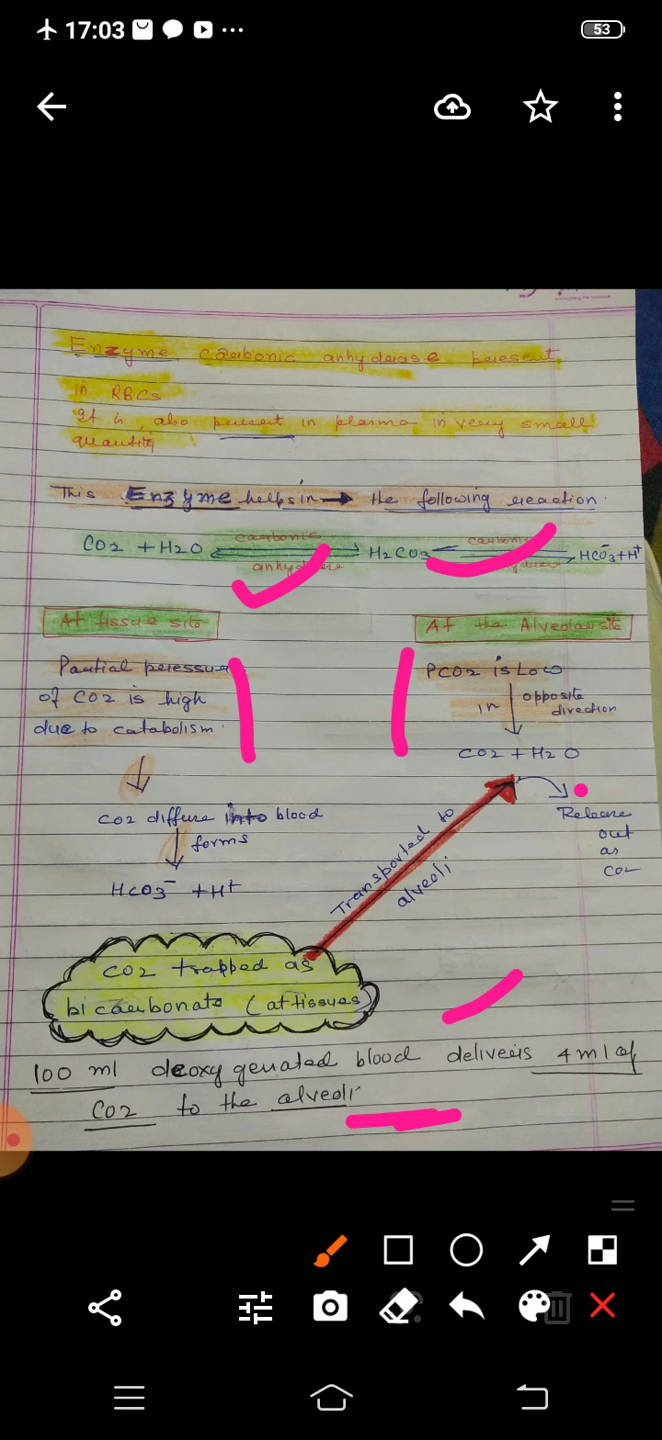 17:03
53
Enzyme carbonic anhyderase present
in RBCs
It is also present in plasma in very small
quantity
This Enzyme helps in → the following reaction.
CO2 + H2O ⇌ H2CO3 ⇌ HCO3⁻ + H⁺
carbonic carbonic
At tissue site
Partial pressure
of CO2 is high
due to catabolism.
CO2 diffuse into blood
forms
HCO3⁻ + H⁺
At the Alveolar site
PCO2 is Low
in opposite
direction
CO2 + H2O
Release
out
as
CO2
Transported to
alveoli
CO2 trapped as
bicarbonate (at tissues
100 ml deoxygenated blood delivers 4 ml of
CO2 to the alveoli